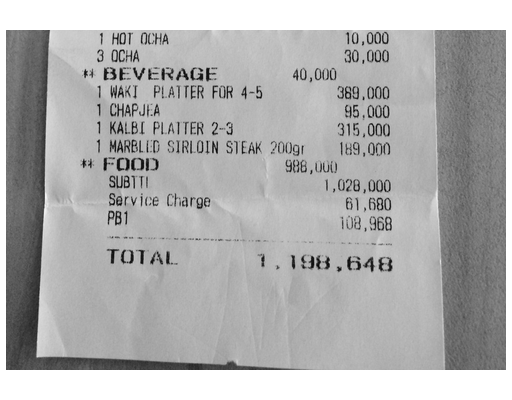 1 HOT OCHA 10,000
3 OCHA 30,000
** BEVERAGE 40,000
1 WAKI PLATTER FOR 4-5 389,000
1 CHAPJEA 95,000
1 KALBI PLATTER 2-3 315,000
1 MARBLED SIRLOIN STEAK 200gr 189,000
** FOOD 988,000
SUBTTL 1,028,000
Service Charge 61,680
PB1 108,968
TOTAL 1,198,648